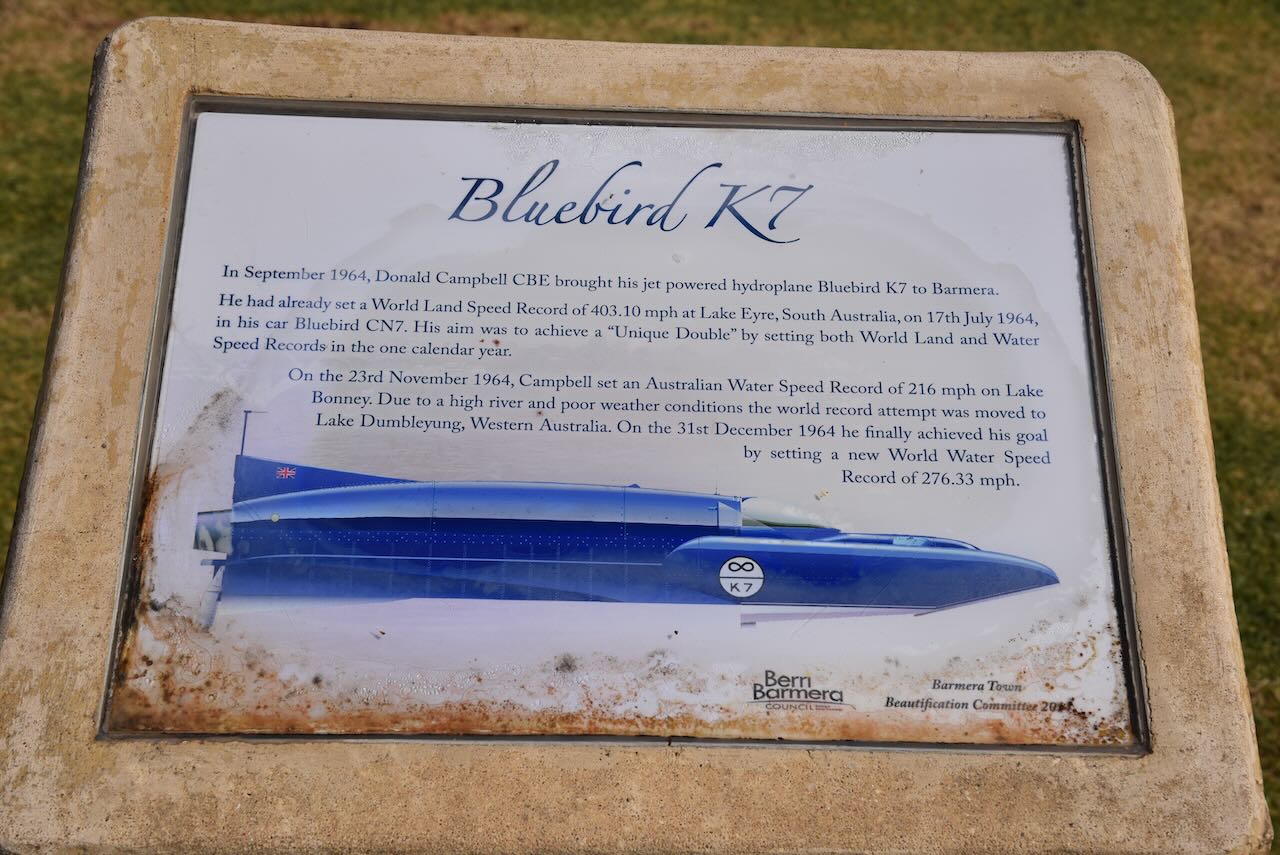 Bluebird K7
In September 1964, Donald Campbell CBE brought his jet powered hydroplane Bluebird K7 to Barmera.
He had already set a World Land Speed Record of 403.10 mph at Lake Eyre, South Australia, on 17th July 1964,
in his car Bluebird CN7. His aim was to achieve a “Unique Double” by setting both World Land and Water
Speed Records in the one calendar year.
On the 23rd November 1964, Campbell set an Australian Water Speed Record of 216 mph on Lake
Bonney. Due to a high river and poor weather conditions the world record attempt was moved to
Lake Dumbleyung, Western Australia. On the 31st December 1964 he finally achieved his goal
by setting a new World Water Speed
Record of 276.33 mph.
∞
K7
Berri
Barmera
COUNCIL
Barmera Town
Beautification Committee